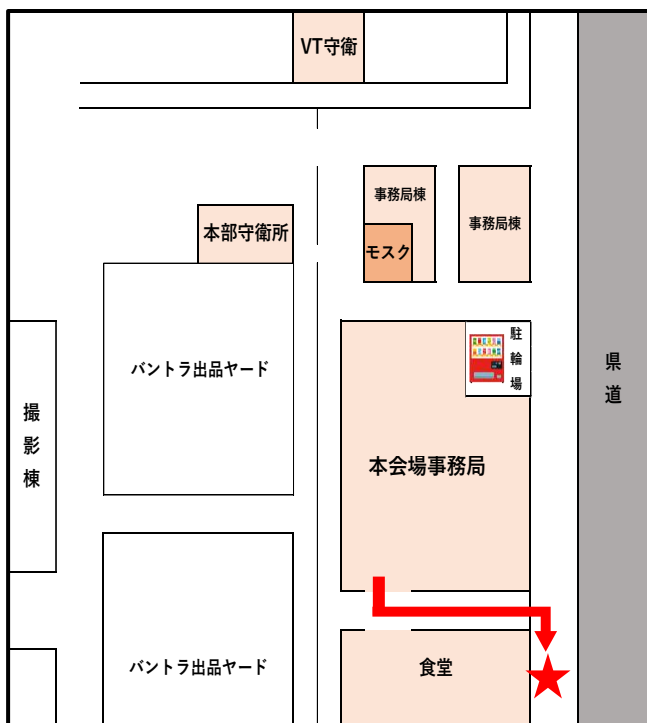 VT守衛
事務局棟
事務局棟
本部守衛所
モスク
駐輪場
バントラ出品ヤード
県道
撮影棟
本会場事務局
バントラ出品ヤード
食堂